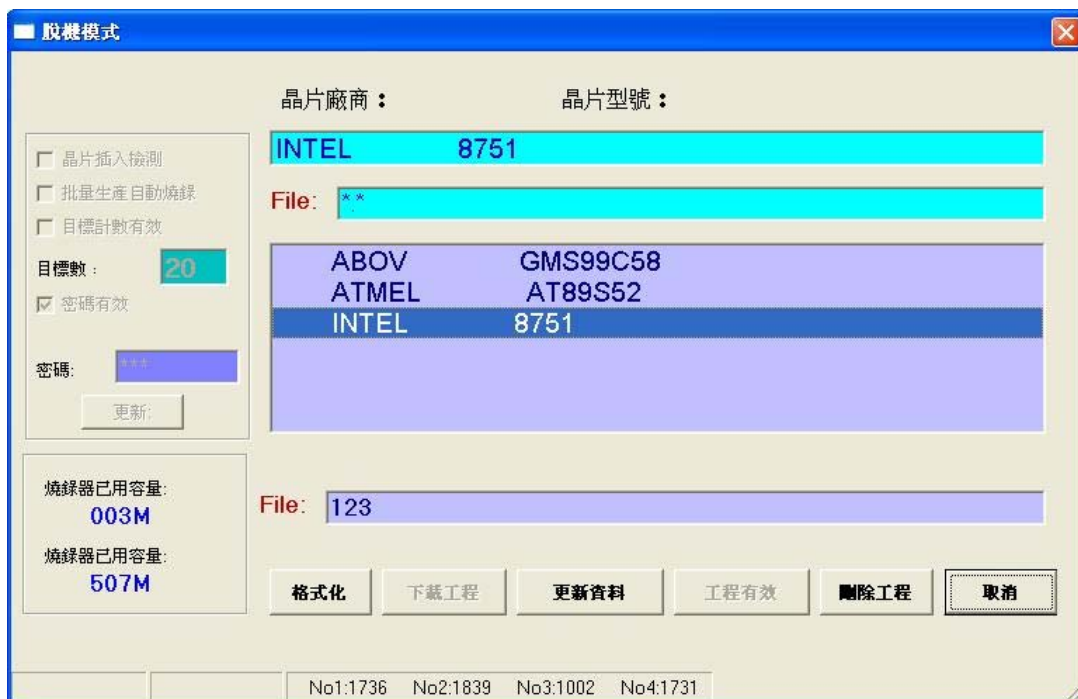 脫機模式
晶片廠商： 晶片型號：
INTEL 8751
晶片插入檢測
批量生產自動燒錄
目標計數有效
目標數： 20
密碼有效
密碼: ***
更新:
File: *.*
ABOV GMS99C58
ATMEL AT89S52
INTEL 8751
燒錄器已用容量:
003M
燒錄器已用容量:
507M
File: 123
格式化 下載工程 更新資料 工程有效 刪除工程 取消
No1:1736 No2:1839 No3:1002 No4:1731